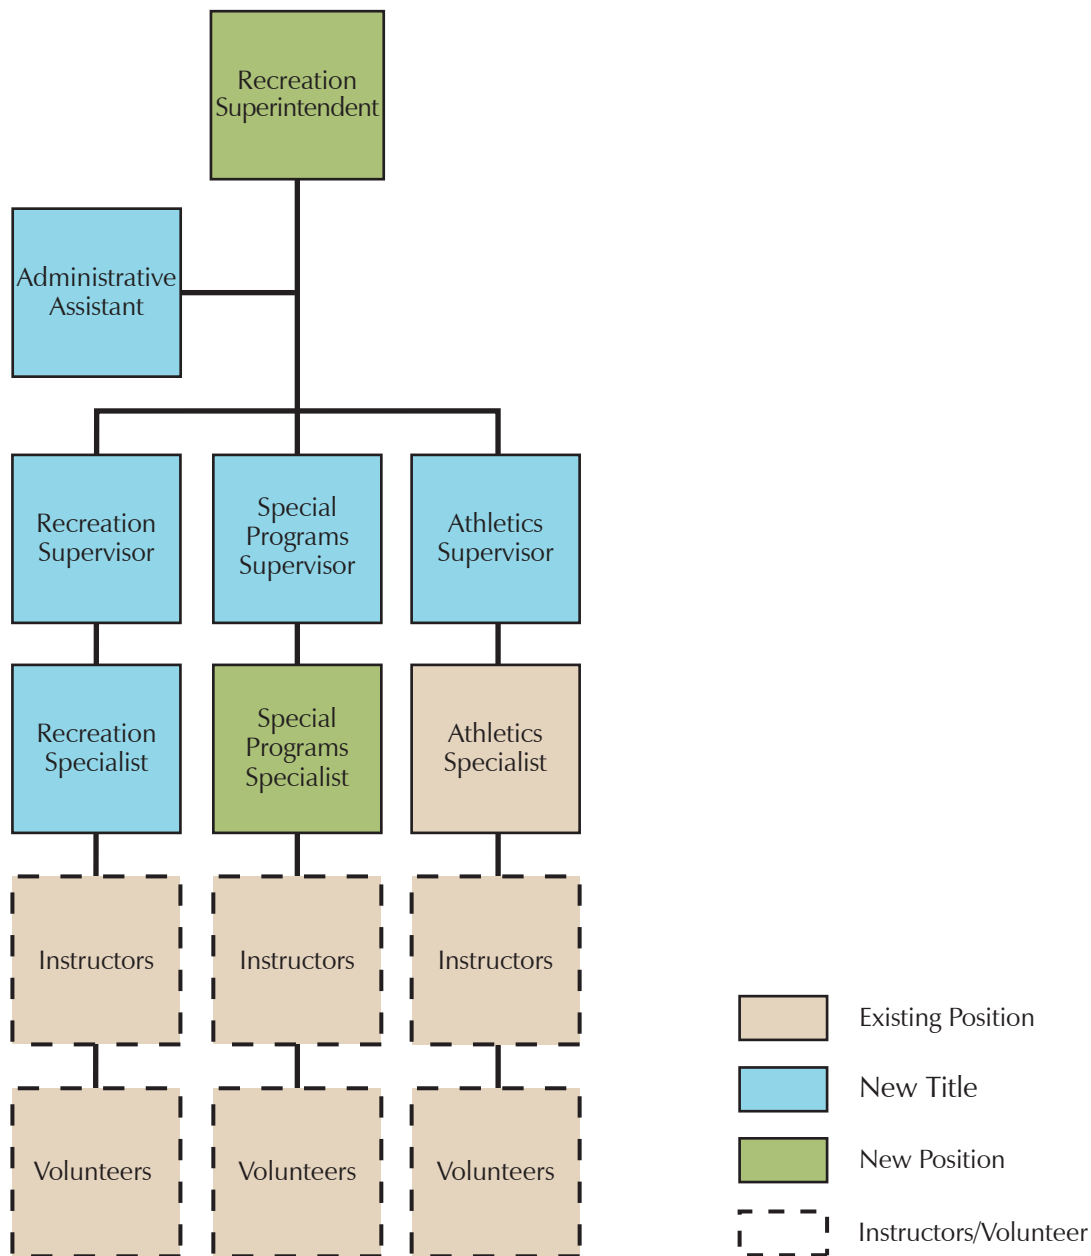 Recreation
Superintendent
Administrative
Assistant
Recreation
Supervisor
Special
Programs
Supervisor
Athletics
Supervisor
Recreation
Specialist
Special
Programs
Specialist
Athletics
Specialist
Instructors
Instructors
Instructors
Volunteers
Volunteers
Volunteers
Existing Position
New Title
New Position
Instructors/Volunteer